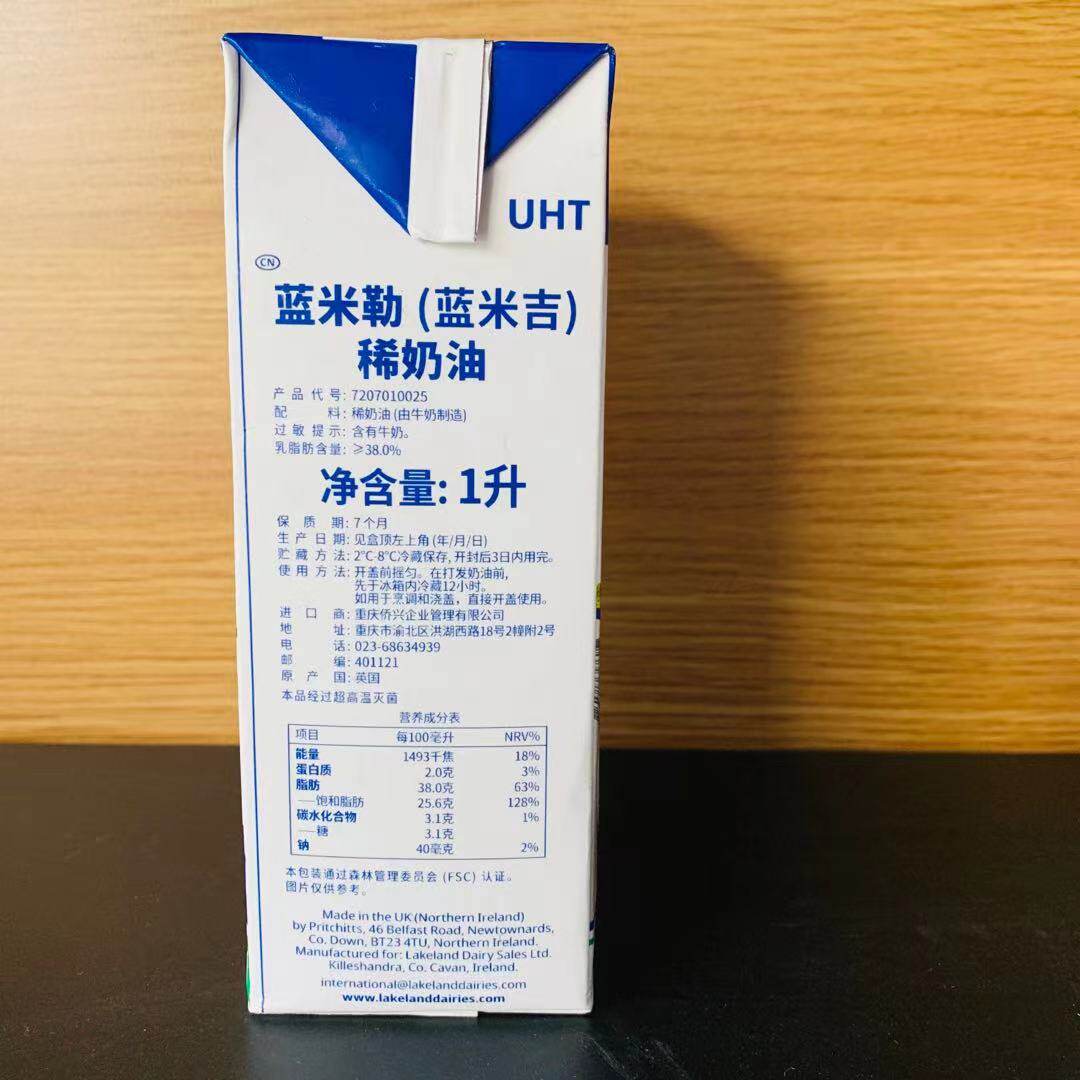 UHT
CN
蓝米勒 (蓝米吉)
稀奶油
产品代号: 7207010025
配料: 稀奶油 (由牛奶制造)
过敏提示: 含有牛奶。
乳脂肪含量: ≥38.0%
净含量: 1升
保质期: 7个月
生产日期: 见盒顶左上角 (年/月/日)
贮藏方法: 2℃-8℃冷藏保存, 开封后3日内用完。
使用方法: 开盖前摇匀。在打发奶油前,
先于冰箱内冷藏12小时。
如用于烹调和浇盖，直接开盖使用。
进口商: 重庆侨兴企业管理有限公司
地址: 重庆市渝北区洪湖西路18号2幢附2号
电话: 023-68634939
邮编: 401121
原产国: 英国
本品经过超高温灭菌
营养成分表
项目 每100毫升 NRV%
能量 1493千焦 18%
蛋白质 2.0克 3%
脂肪 38.0克 63%
——饱和脂肪 25.6克 128%
碳水化合物 3.1克 1%
——糖 3.1克
钠 40毫克 2%
本包装通过森林管理委员会 (FSC) 认证。
图片仅供参考。
Made in the UK (Northern Ireland)
by Pritchitts, 46 Belfast Road, Newtownards,
Co. Down, BT23 4TU, Northern Ireland.
Manufactured for: Lakeland Dairy Sales Ltd.
Killeshandra, Co. Cavan, Ireland.
international@lakelanddairies.com
www.lakelanddairies.com